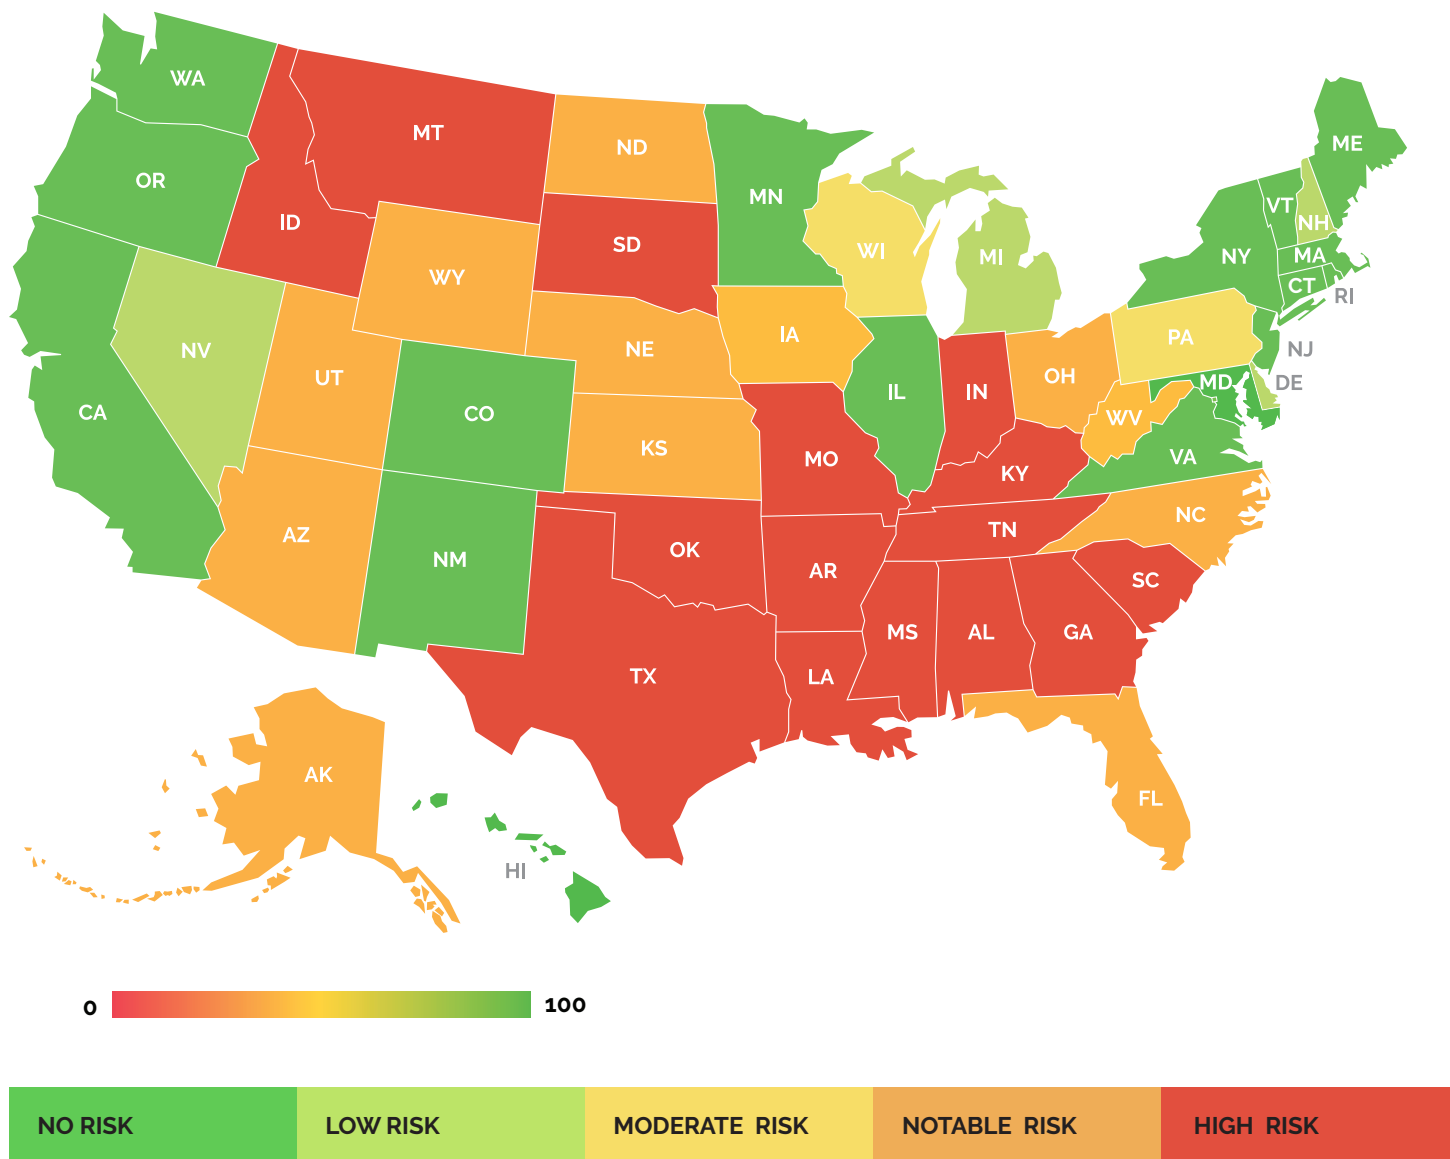 WA
MT
ND
ME
OR
MN
VT
NH
ID
SD
WI
MI
NY
MA
WY
CT
RI
IA
PA
NV
NE
NJ
UT
OH
MD
DE
CA
CO
IL
IN
WV
KS
MO
VA
KY
AZ
NM
OK
TN
NC
AR
SC
MS
AL
GA
TX
LA
AK
FL
HI
0
100
NO RISK
LOW RISK
MODERATE RISK
NOTABLE RISK
HIGH RISK